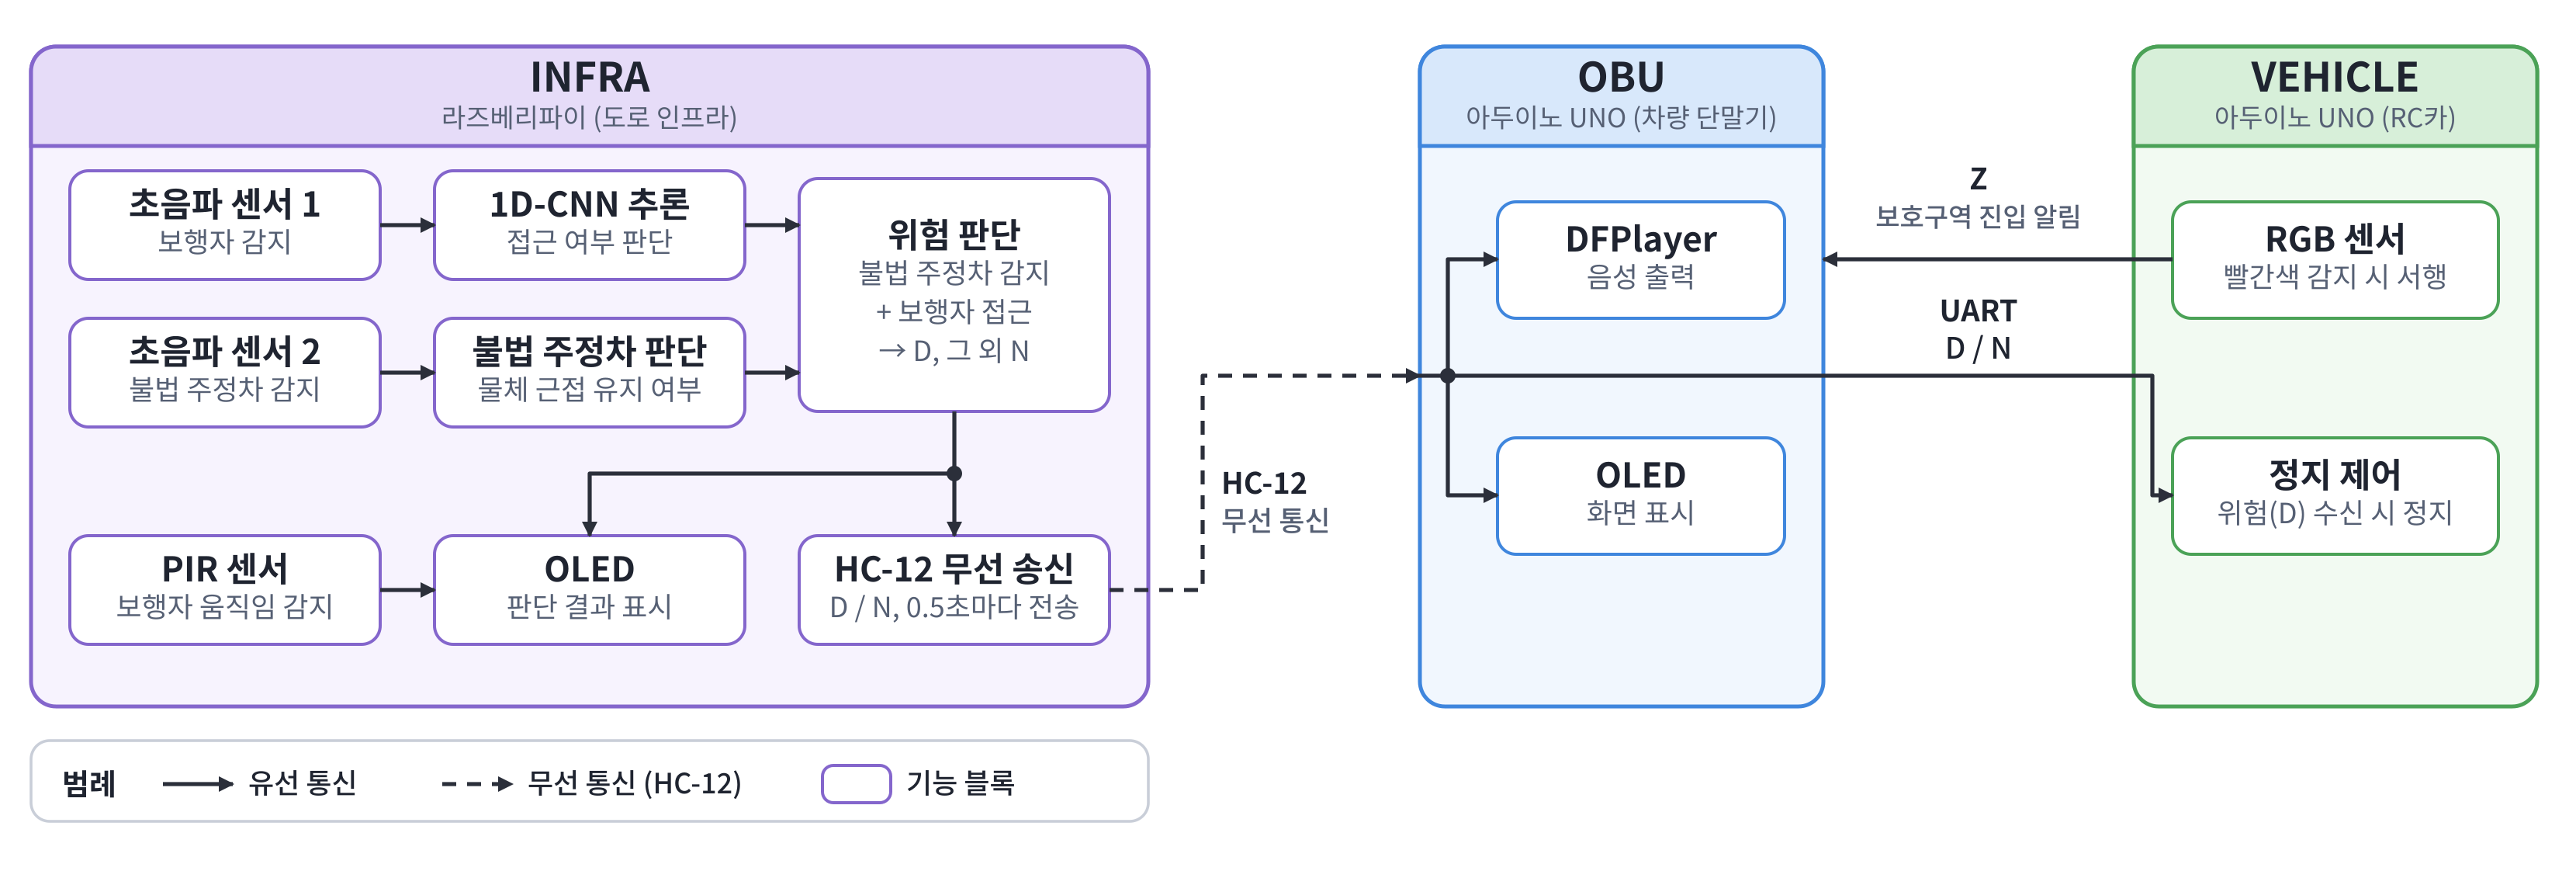 INFRA
라즈베리파이 (도로 인프라)
초음파 센서 1
보행자 감지
1D-CNN 추론
접근 여부 판단
위험 판단
불법 주정차 감지
+ 보행자 접근
→ D, 그 외 N
초음파 센서 2
불법 주정차 감지
불법 주정차 판단
물체 근접 유지 여부
PIR 센서
보행자 움직임 감지
OLED
판단 결과 표시
HC-12 무선 송신
D / N, 0.5초마다 전송
HC-12
무선 통신
OBU
아두이노 UNO (차량 단말기)
DFPlayer
음성 출력
OLED
화면 표시
Z
보호구역 진입 알림
UART
D / N
VEHICLE
아두이노 UNO (RC카)
RGB 센서
빨간색 감지 시 서행
정지 제어
위험(D) 수신 시 정지
범례
유선 통신
무선 통신 (HC-12)
기능 블록